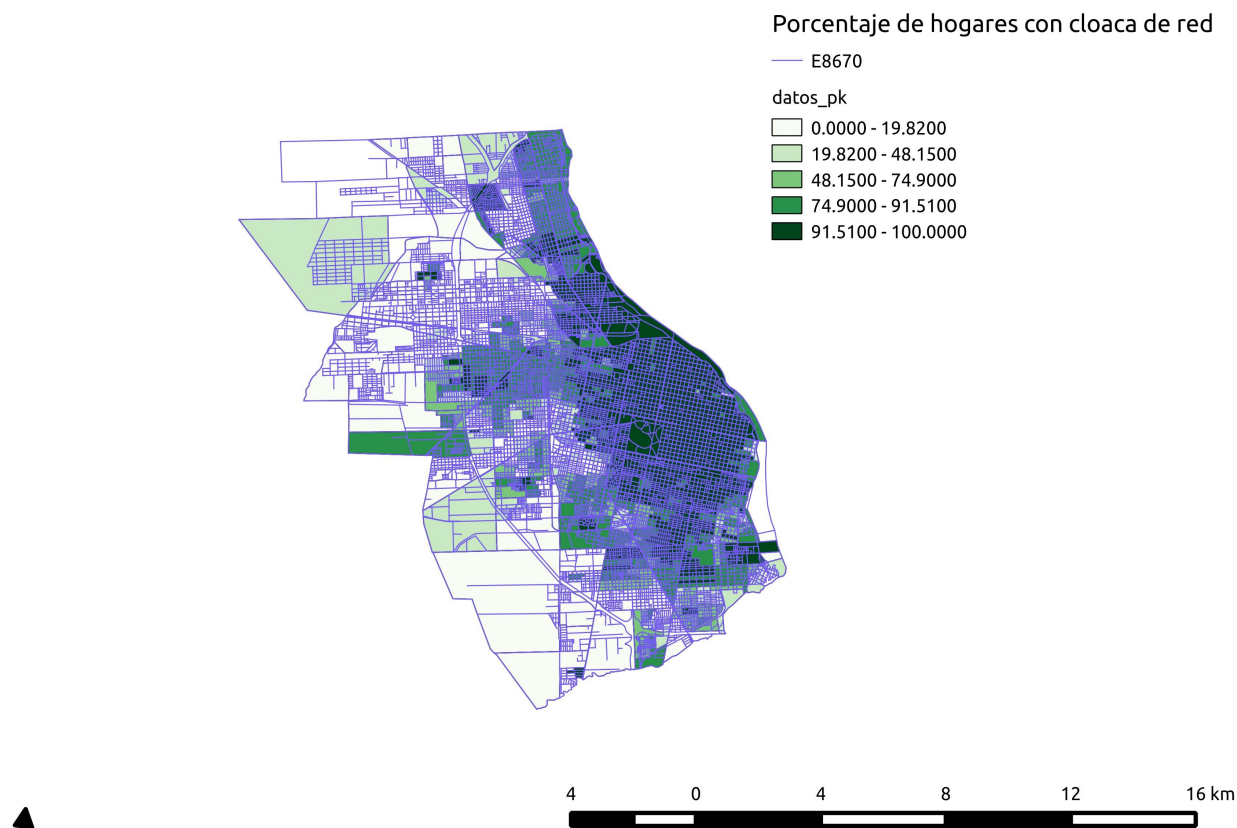 Porcentaje de hogares con cloaca de red
E8670
datos_pk
0.0000 - 19.8200
19.8200 - 48.1500
48.1500 - 74.9000
74.9000 - 91.5100
91.5100 - 100.0000
4 0 4 8 12 16 km